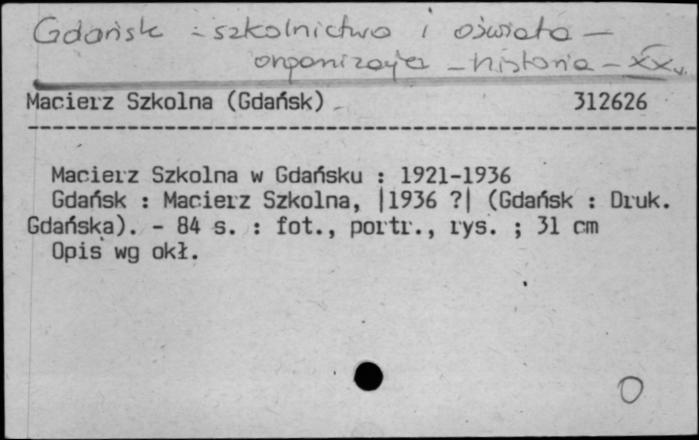 Gdańsk - szkolnictwo i oświata -
organizacja - historia - XX w.
Macierz Szkolna (Gdańsk) 312626
Macierz Szkolna w Gdańsku : 1921-1936
Gdańsk : Macierz Szkolna, |1936 ?| (Gdańsk : Druk.
Gdańska). - 84 s. : fot., portr., rys. ; 31 cm
Opis wg okł.
O